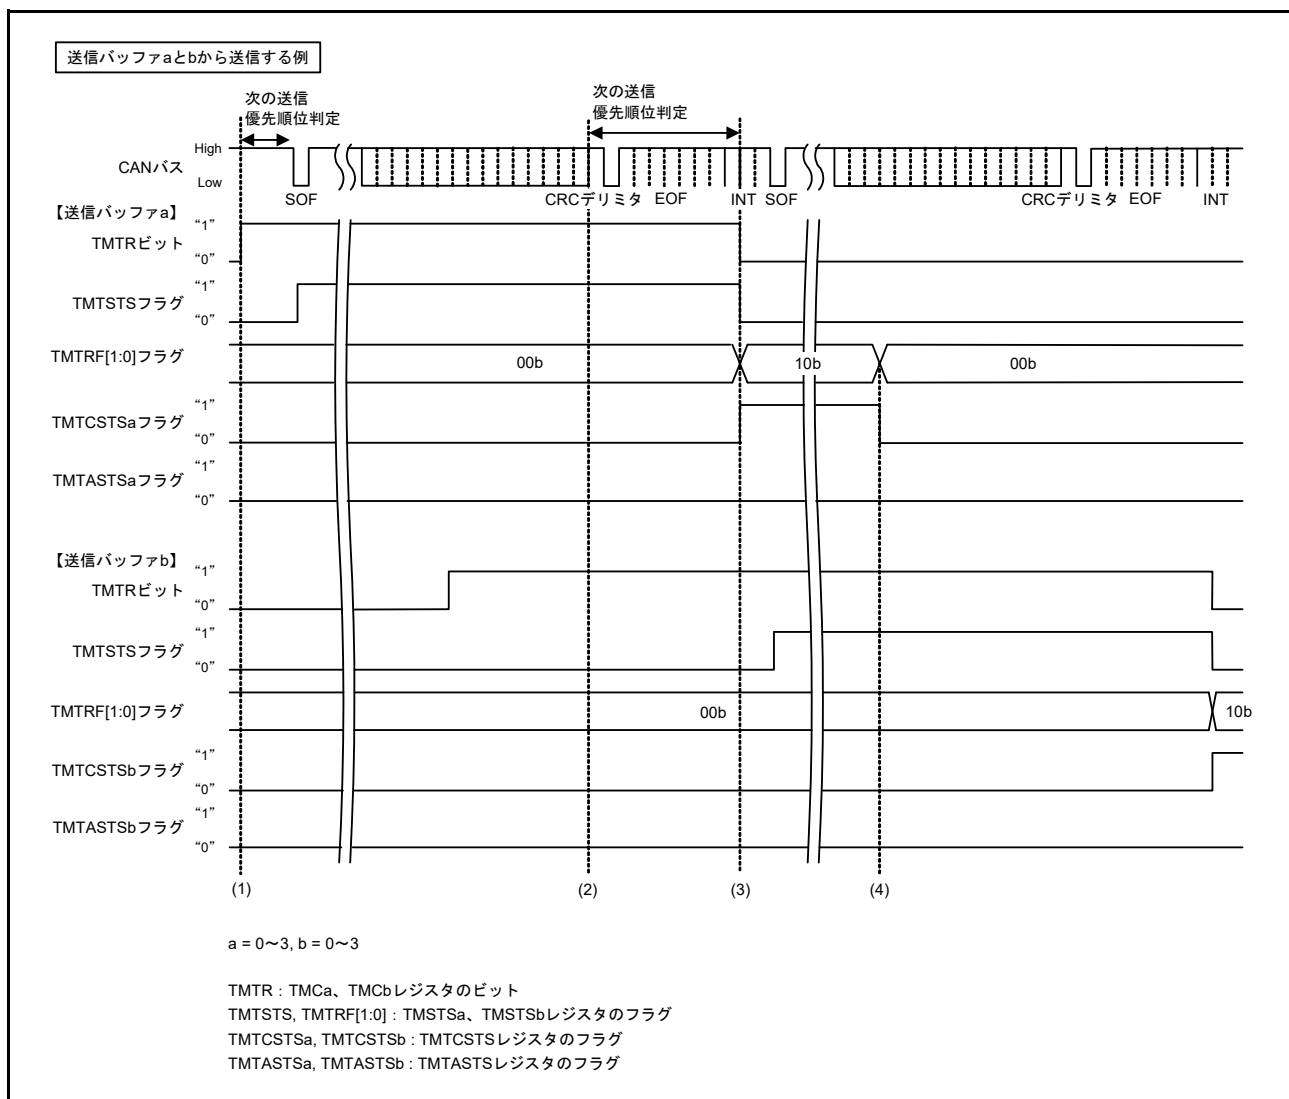 送信バッファaとbから送信する例
次の送信
優先順位判定
次の送信
優先順位判定
CANバス
High
Low
SOF
CRCデリミタ
EOF
INT
SOF
CRCデリミタ
EOF
INT
【送信バッファa】
TMTRビット
“1”
“0”
TMTSTSフラグ
“1”
“0”
TMTRF[1:0]フラグ
00b
10b
00b
TMTCSTSaフラグ
“1”
“0”
TMTASTSaフラグ
“1”
“0”
【送信バッファb】
TMTRビット
“1”
“0”
TMTSTSフラグ
“1”
“0”
TMTRF[1:0]フラグ
00b
10b
TMTCSTSbフラグ
“1”
“0”
TMTASTSbフラグ
“1”
“0”
(1)
(2)
(3)
(4)
a = 0〜3, b = 0〜3
TMTR : TMCa、TMCbレジスタのビット
TMTSTS, TMTRF[1:0] : TMSTSa、TMSTSbレジスタのフラグ
TMTCSTSa, TMTCSTSb : TMTCSTSレジスタのフラグ
TMTASTSa, TMTASTSb : TMTASTSレジスタのフラグ